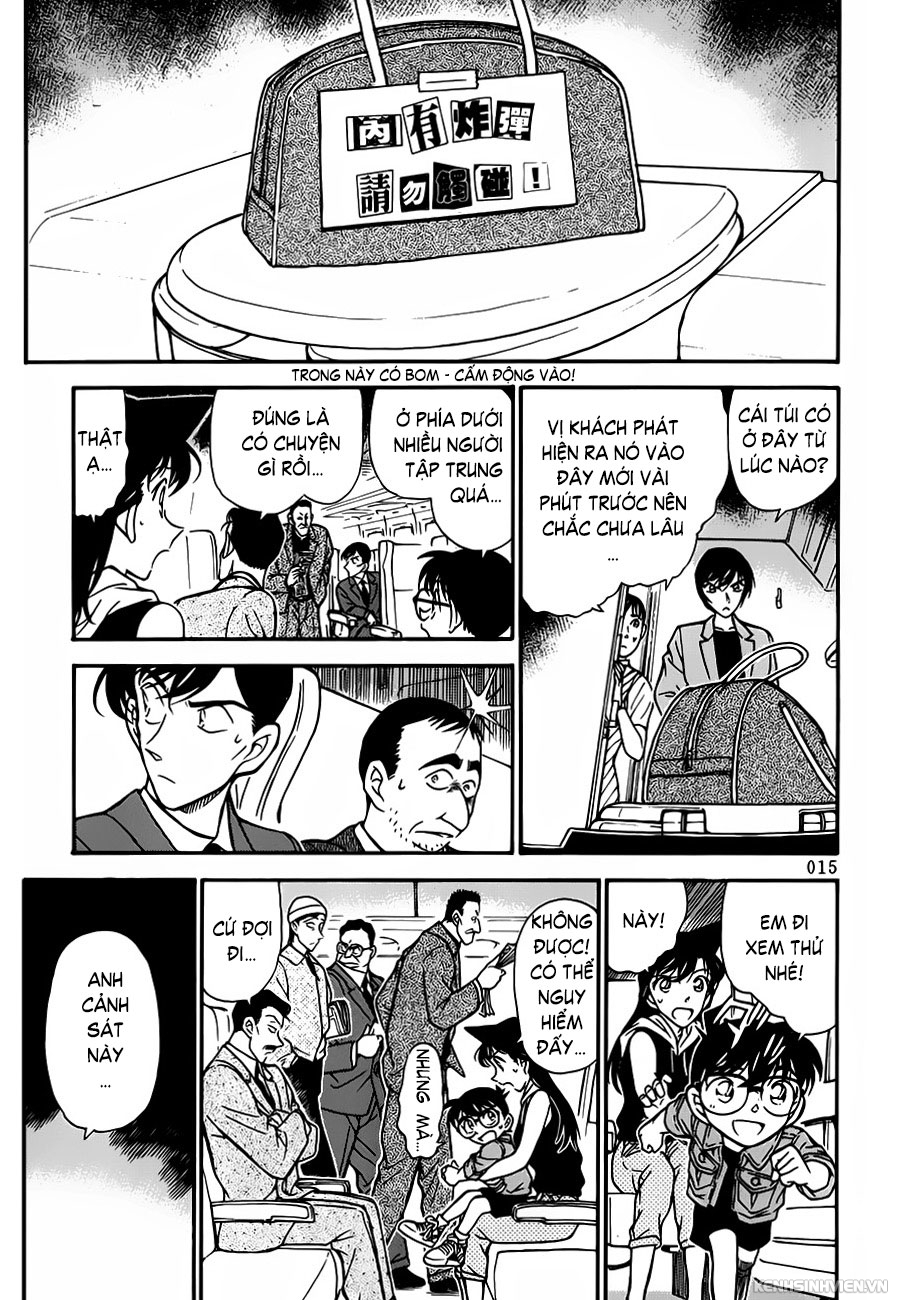 內有炸彈
請勿觸碰！
TRONG NÀY CÓ BOM - CẤM ĐỘNG VÀO!
CÁI TÚI CÓ
Ở ĐÂY TỪ
LÚC NÀO?
VỊ KHÁCH PHÁT
HIỆN RA NÓ VÀO
ĐÂY MỚI VÀI
PHÚT TRƯỚC NÊN
CHẮC CHƯA LÂU
...
Ở PHÍA DƯỚI
NHIỀU NGƯỜI
TẬP TRUNG
QUÁ...
ĐÚNG LÀ
CÓ CHUYỆN
GÌ RỒI...
THẬT
Ạ...
015
EM ĐI
XEM THỬ
NHÉ!
NÀY!
KHÔNG
ĐƯỢC!
CÓ THỂ
NGUY
HIỂM
ĐẤY...
NHƯNG MÀ...
CỨ ĐỢI
ĐI...
ANH
CẢNH
SÁT
NÀY
...
KENHSINHVIEN.VN